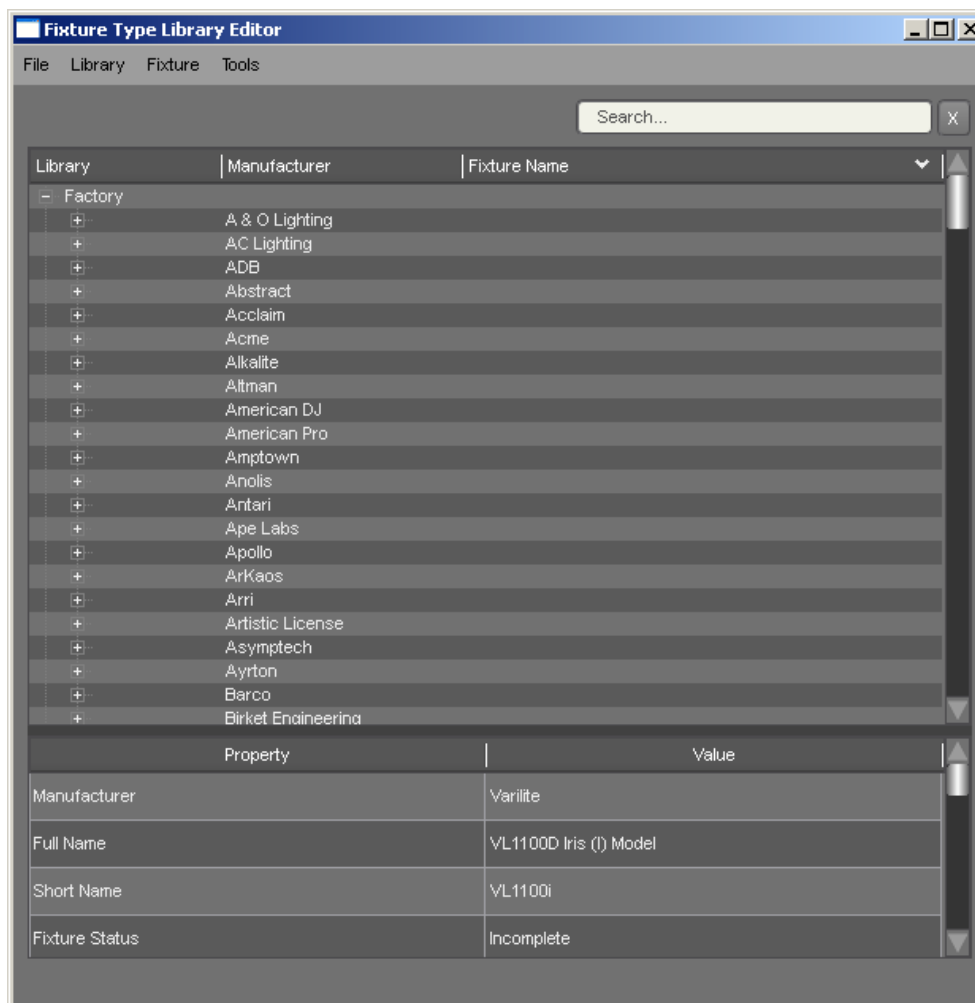 Fixture Type Library Editor
File Library Fixture Tools
Search... X
Library Manufacturer Fixture Name
Factory
A & O Lighting
AC Lighting
ADB
Abstract
Acclaim
Acme
Alkalite
Altman
American DJ
American Pro
Amptown
Anolis
Antari
Ape Labs
Apollo
ArKaos
Arri
Artistic License
Asymptech
Ayrton
Barco
Birket Engineering
Property Value
Manufacturer Varilite
Full Name VL1100D Iris (I) Model
Short Name VL1100i
Fixture Status Incomplete